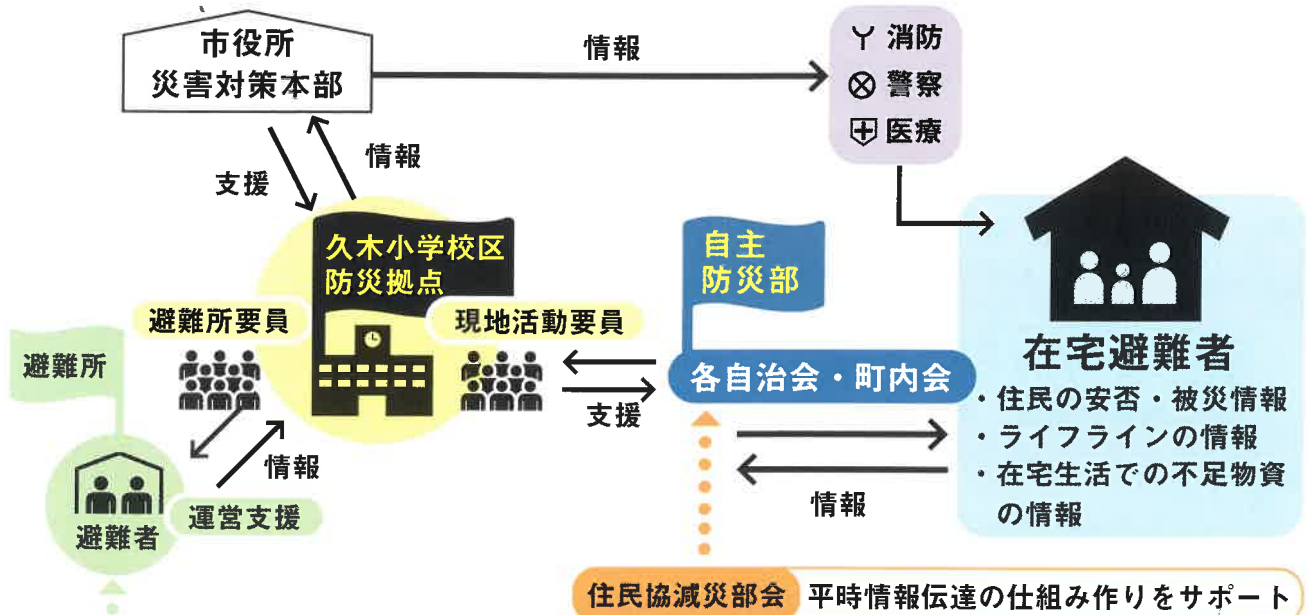 市役所
災害対策本部
情報
消防
警察
医療
支援
情報
久木小学校区
防災拠点
自主
防災部
避難所要員
現地活動要員
避難所
各自治会・町内会
支援
在宅避難者
・住民の安否・被災情報
・ライフラインの情報
・在宅生活での不足物資
の情報
情報
情報
運営支援
避難者
住民協減災部会 平時情報伝達の仕組み作りをサポート